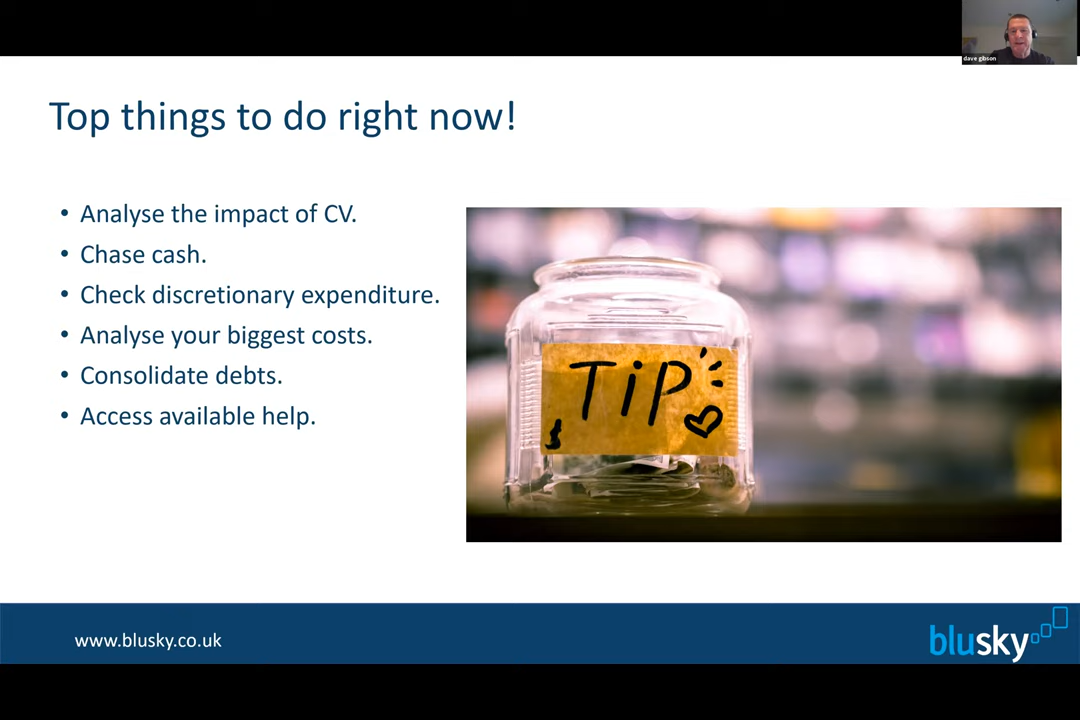 dave gibson
Top things to do right now!
• Analyse the impact of CV.
• Chase cash.
• Check discretionary expenditure.
• Analyse your biggest costs.
• Consolidate debts.
• Access available help.
TiP
$
www.blusky.co.uk
blusky